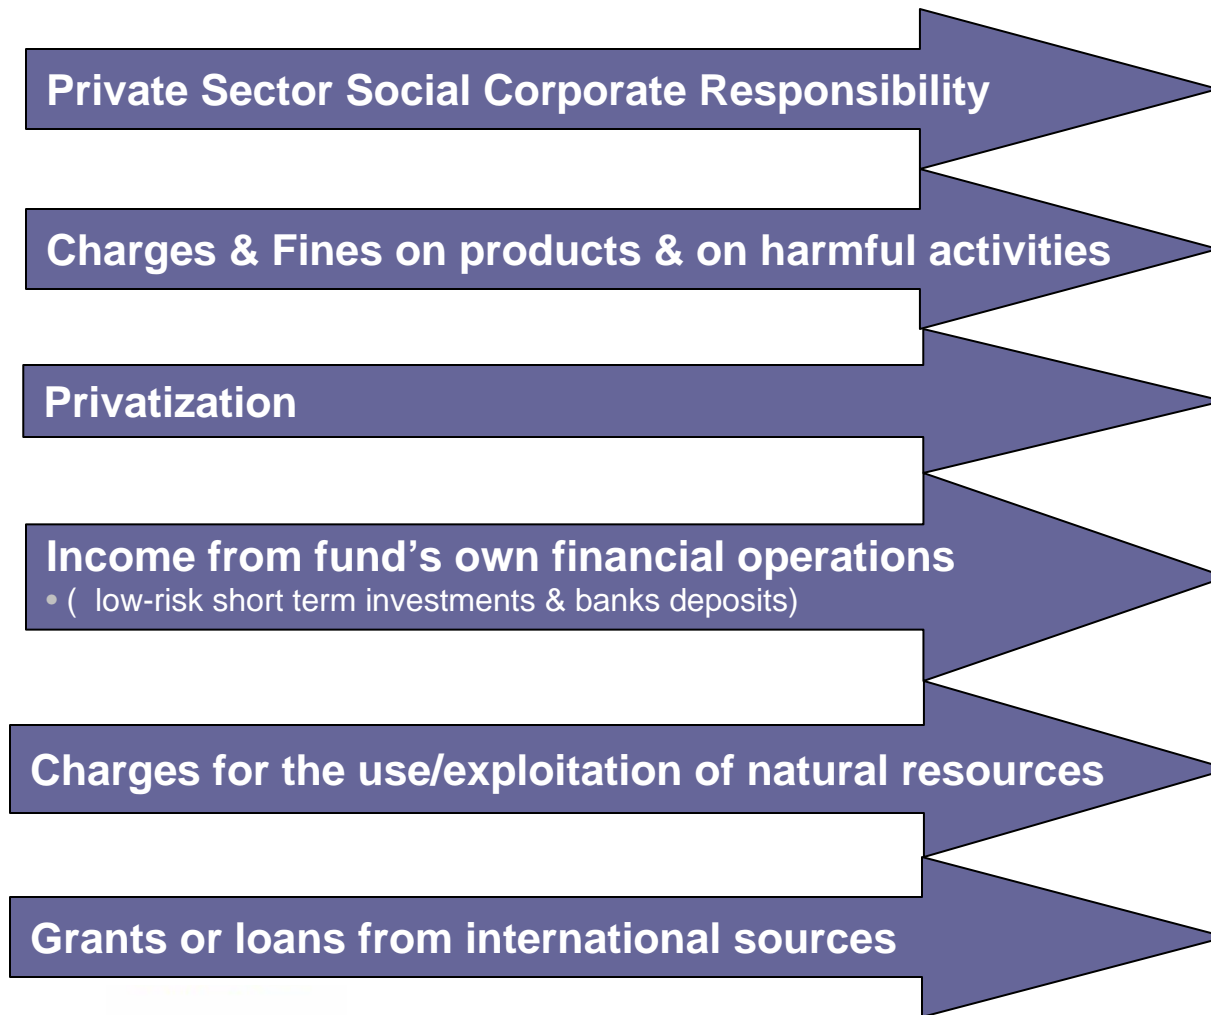 Private Sector Social Corporate Responsibility
Charges & Fines on products & on harmful activities
Privatization
Income from fund’s own financial operations
• ( low-risk short term investments & banks deposits)
Charges for the use/exploitation of natural resources
Grants or loans from international sources